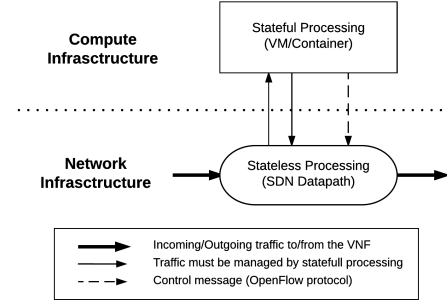 Stateful Processing
(VM/Container)
Compute
Infrasctructure
Network
Infrasctructure
Stateless Processing
(SDN Datapath)
Incoming/Outgoing traffic to/from the VNF
Traffic must be managed by statefull processing
Control message (OpenFlow protocol)